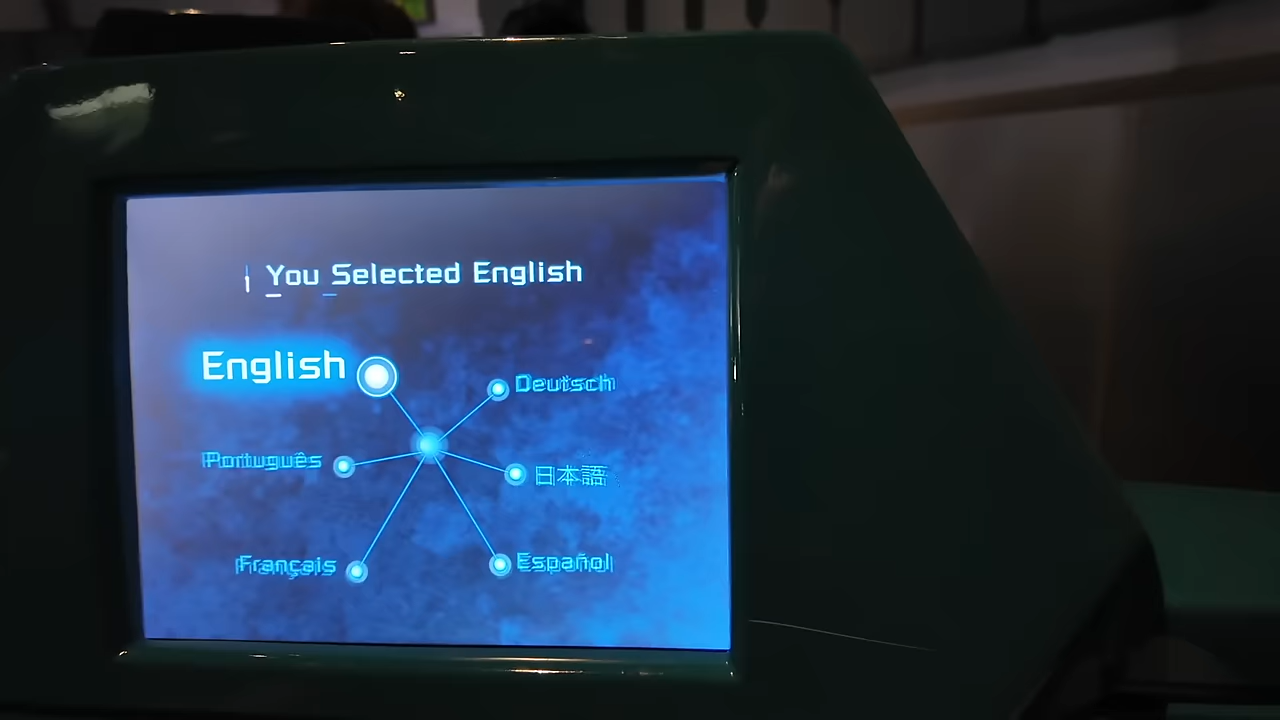 You Selected English
English
Deutsch
Português
日本語
Français
Español